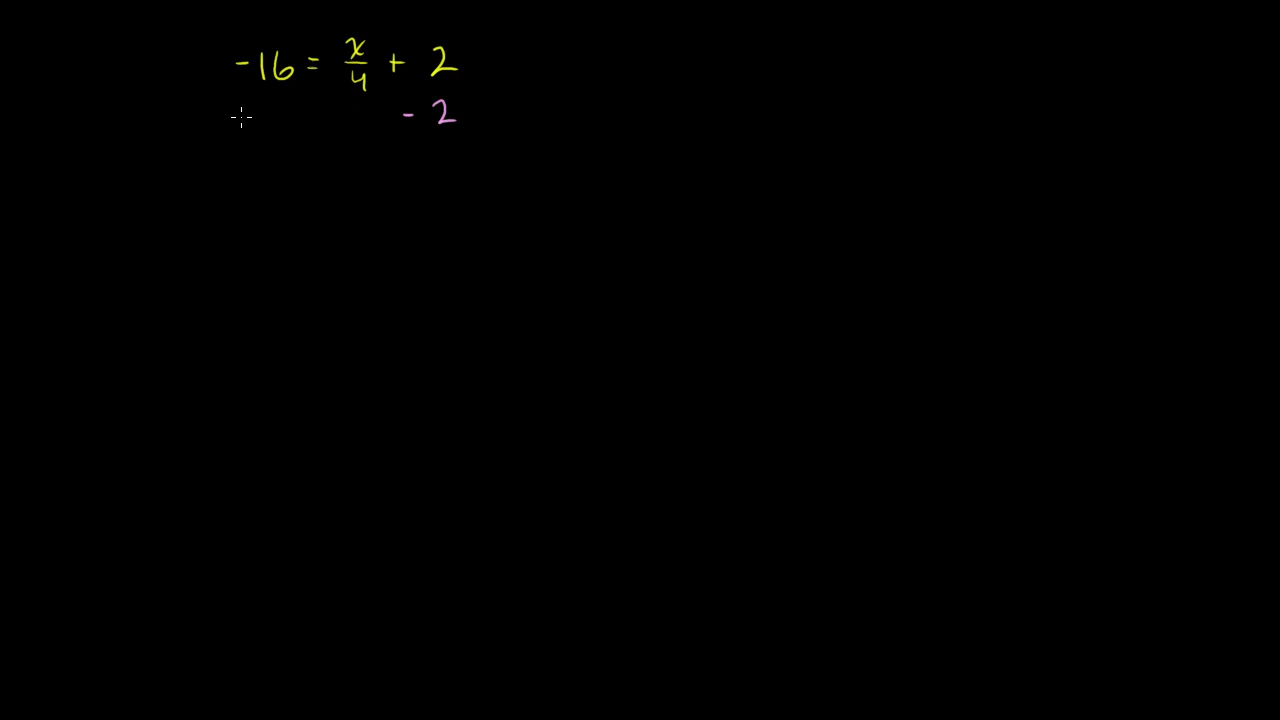 -16 = x/4 + 2
- 2